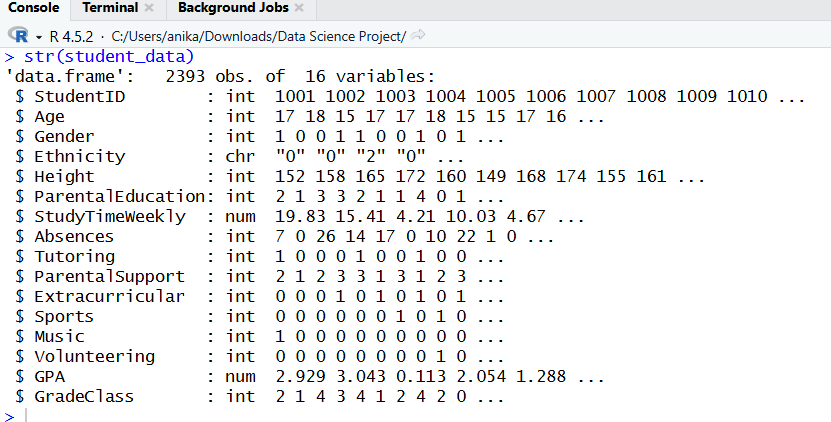 Console Terminal Background Jobs
R 4.5.2 · C:/Users/anika/Downloads/Data Science Project/
> str(student_data)
'data.frame': 2393 obs. of 16 variables:
$ StudentID : int 1001 1002 1003 1004 1005 1006 1007 1008 1009 1010 ...
$ Age : int 17 18 15 17 17 18 15 15 17 16 ...
$ Gender : int 1 0 0 1 1 0 0 1 0 1 ...
$ Ethnicity : chr "0" "0" "2" "0" ...
$ Height : int 152 158 165 172 160 149 168 174 155 161 ...
$ ParentalEducation: int 2 1 3 3 2 1 1 4 0 1 ...
$ StudyTimeWeekly : num 19.83 15.41 4.21 10.03 4.67 ...
$ Absences : int 7 0 26 14 17 0 10 22 1 0 ...
$ Tutoring : int 1 0 0 0 1 0 0 1 0 0 ...
$ ParentalSupport : int 2 1 2 3 3 1 3 1 2 3 ...
$ Extracurricular : int 0 0 0 1 0 1 0 1 0 1 ...
$ Sports : int 0 0 0 0 0 0 1 0 1 0 ...
$ Music : int 1 0 0 0 0 0 0 0 0 0 ...
$ Volunteering : int 0 0 0 0 0 0 0 0 1 0 ...
$ GPA : num 2.929 3.043 0.113 2.054 1.288 ...
$ GradeClass : int 2 1 4 3 4 1 2 4 2 0 ...
>